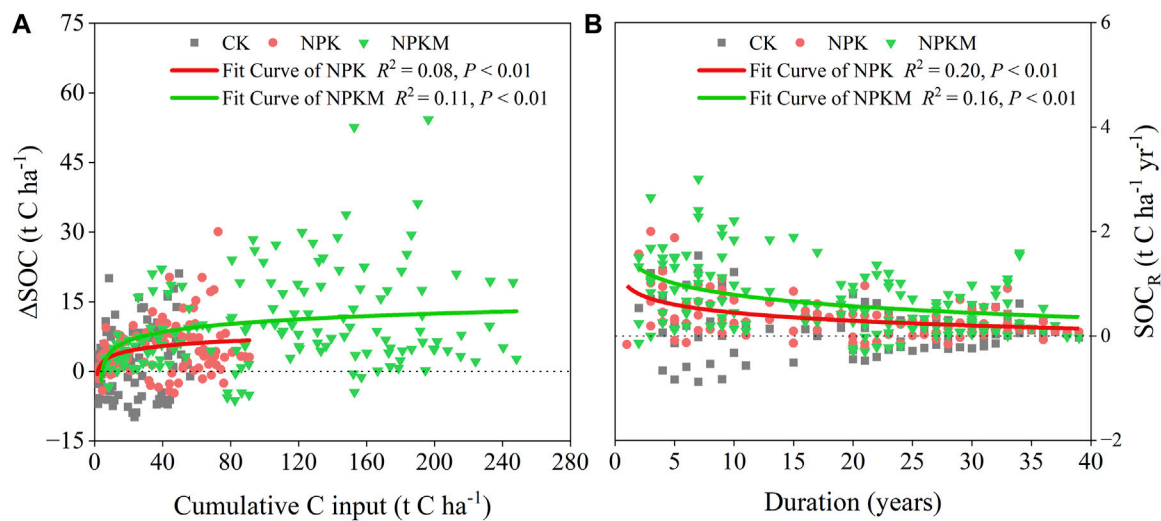 A
75
60
45
30
15
0
−15
ΔSOC (t C ha⁻¹)
CK NPK NPKM
Fit Curve of NPK R² = 0.08, P < 0.01
Fit Curve of NPKM R² = 0.11, P < 0.01
0 40 80 120 160 200 240 280
Cumulative C input (t C ha⁻¹)
B
CK NPK NPKM
Fit Curve of NPK R² = 0.20, P < 0.01
Fit Curve of NPKM R² = 0.16, P < 0.01
6
4
2
0
−2
SOC_R (t C ha⁻¹ yr⁻¹)
0 5 10 15 20 25 30 35 40
Duration (years)